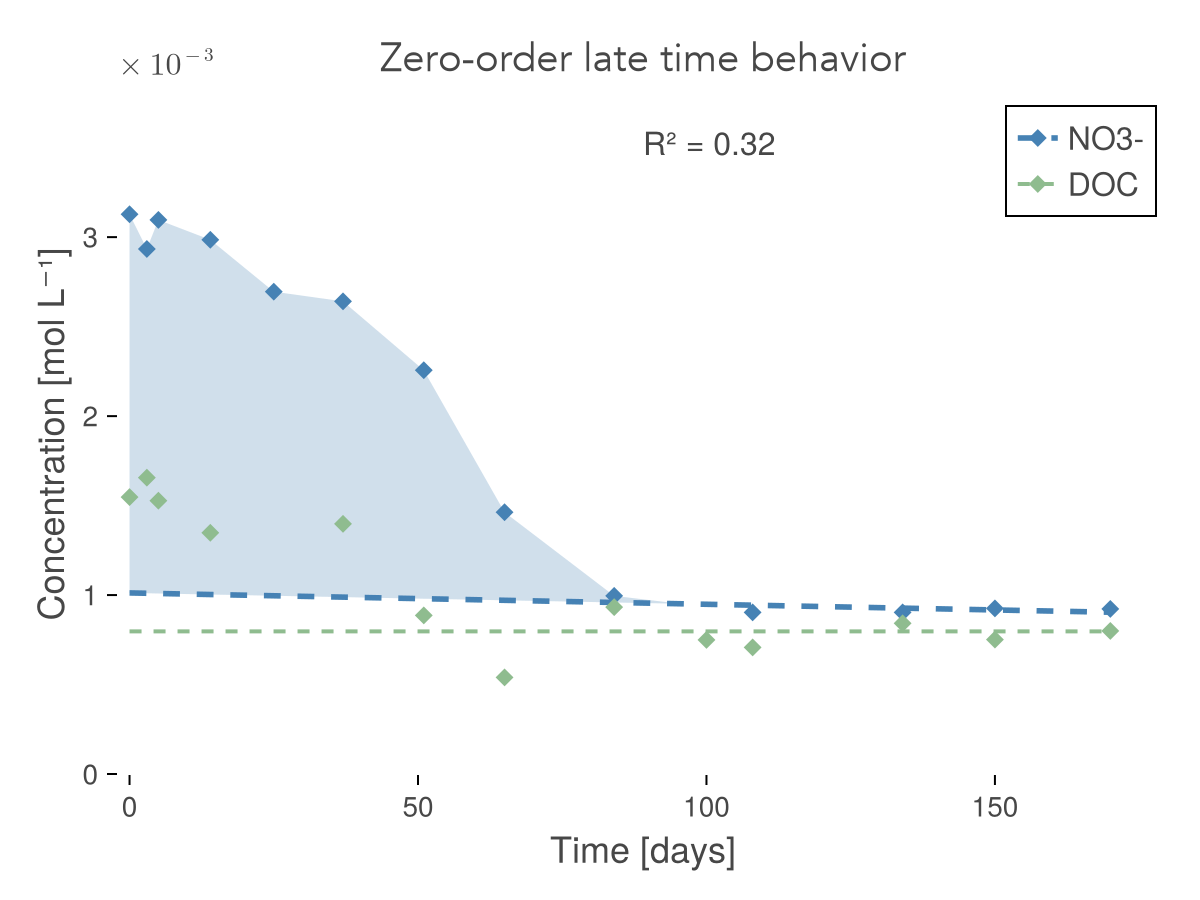 × 10⁻³
Zero-order late time behavior
R² = 0.32
NO3-
DOC
Concentration [mol L⁻¹]
3
2
1
0
0 50 100 150
Time [days]